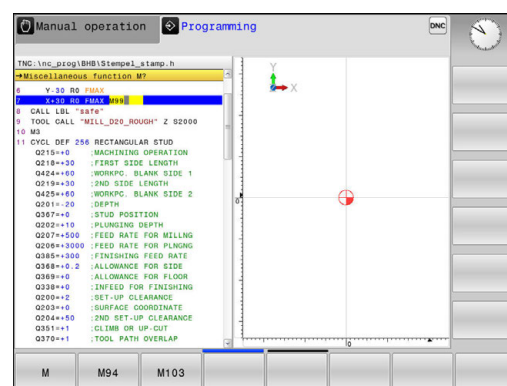 Manual operation
Programming
DNC
TNC:\nc_prog\BHB\Stempel_stamp.h
→Miscellaneous function M?
6 Y-30 R0 FMAX
7 X+30 R0 FMAX M99
8 CALL LBL "safe"
9 TOOL CALL "MILL_D20_ROUGH" Z S2000
10 M3
11 CYCL DEF 256 RECTANGULAR STUD
Q215=+0 ;MACHINING OPERATION
Q218=+30 ;FIRST SIDE LENGTH
Q424=+60 ;WORKPC. BLANK SIDE 1
Q219=+30 ;2ND SIDE LENGTH
Q425=+60 ;WORKPC. BLANK SIDE 2
Q201=-20 ;DEPTH
Q367=+0 ;STUD POSITION
Q202=+10 ;PLUNGING DEPTH
Q207=+500 ;FEED RATE FOR MILLNG
Q206=+3000 ;FEED RATE FOR PLNGNG
Q385=+300 ;FINISHING FEED RATE
Q368=+0.2 ;ALLOWANCE FOR SIDE
Q369=+0 ;ALLOWANCE FOR FLOOR
Q338=+0 ;INFEED FOR FINISHING
Q200=+2 ;SET-UP CLEARANCE
Q203=+0 ;SURFACE COORDINATE
Q204=+50 ;2ND SET-UP CLEARANCE
Q351=+1 ;CLIMB OR UP-CUT
Q370=+1 ;TOOL PATH OVERLAP
Y
X
0
0
M
M94
M103